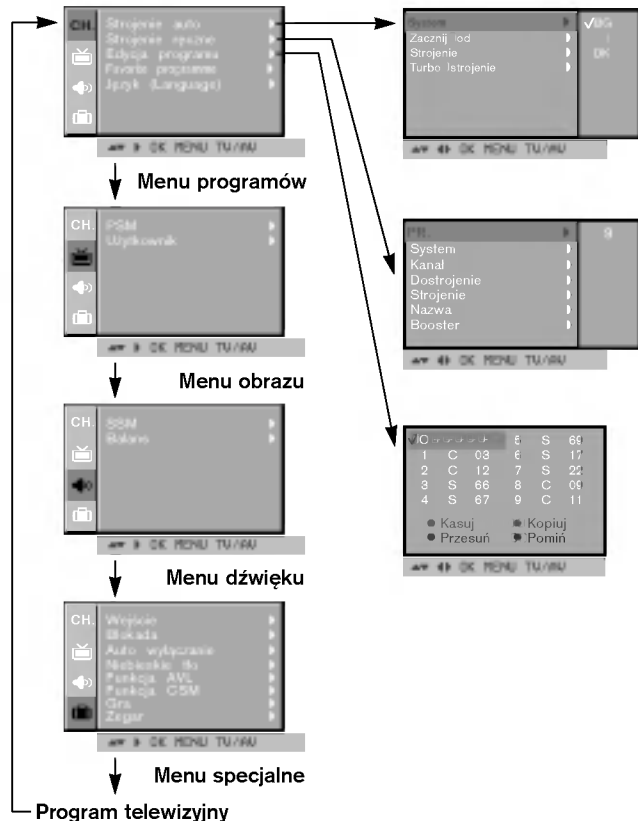 CH.
Strojenie auto
Strojenie ręczne
Edycja programu
Favorite programme
Język (Language)
OK MENU TV/AV
Menu programów
CH.
PSM
Użytkownik
OK MENU TV/AV
Menu obrazu
CH.
SSM
Balans
OK MENU TV/AV
Menu dźwięku
CH.
Wejście
Blokada
Auto wyłączanie
Niebieskie tło
Funkcja AVL
Funkcja CSM
Gra
Zegar
OK MENU TV/AV
Menu specjalne
Program telewizyjny
System BG
Zacznij od I
Strojenie DK
Turbo strojenie
OK MENU TV/AV
PR. 9
System
Kanał
Dostrojenie
Strojenie
Nazwa
Booster
OK MENU TV/AV
5 S 69
1 C 03 6 S 17
2 C 12 7 S 22
3 S 66 8 C 09
4 S 67 9 C 11
Kasuj Kopiuj
Przesuń Pomiń
OK MENU TV/AV